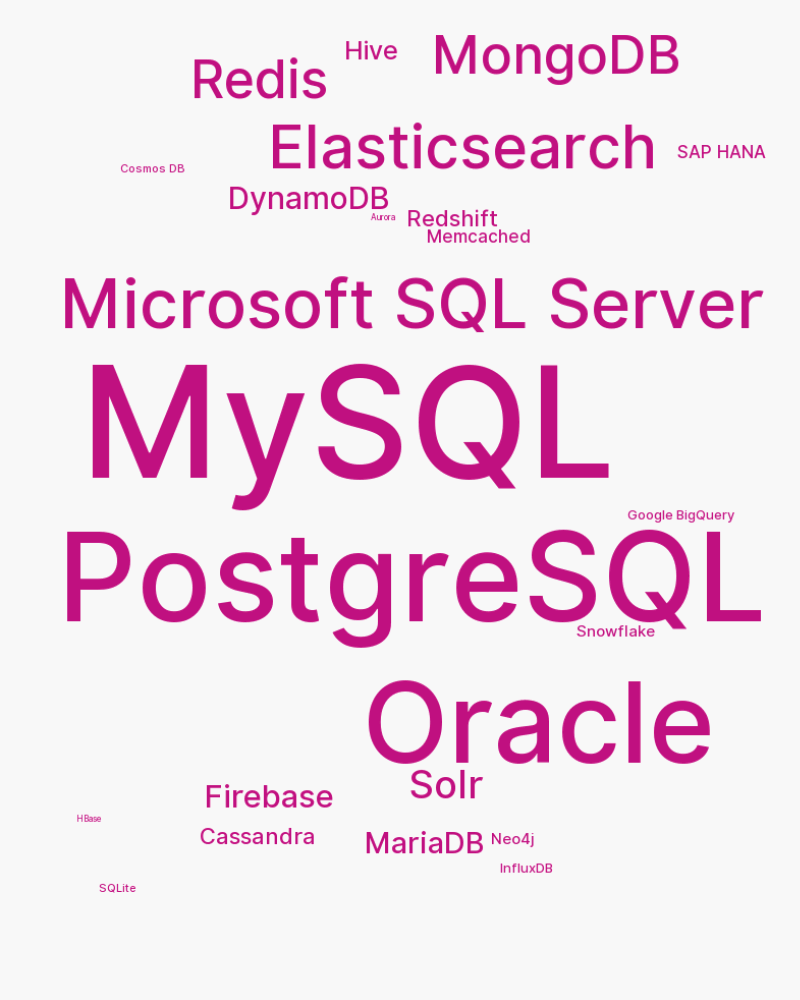 Hive
MongoDB
Redis
Elasticsearch
SAP HANA
Cosmos DB
DynamoDB
Aurora
Redshift
Memcached
Microsoft SQL Server
MySQL
Google BigQuery
PostgreSQL
Snowflake
Oracle
Solr
Firebase
HBase
Cassandra
MariaDB
Neo4j
InfluxDB
SQLite